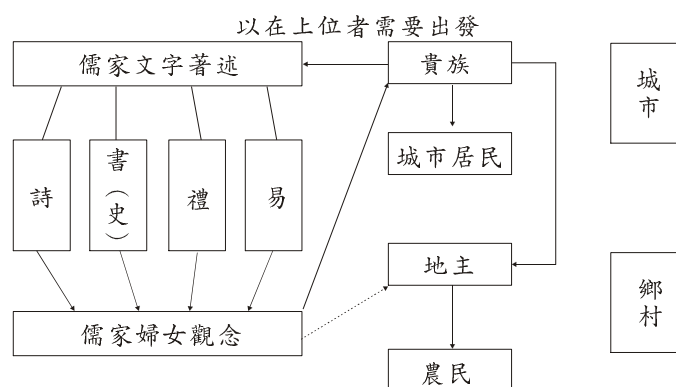 以在上位者需要出發
儒家文字著述
貴族
城市
城市居民
詩
書(史)
禮
易
地主
鄉村
儒家婦女觀念
農民